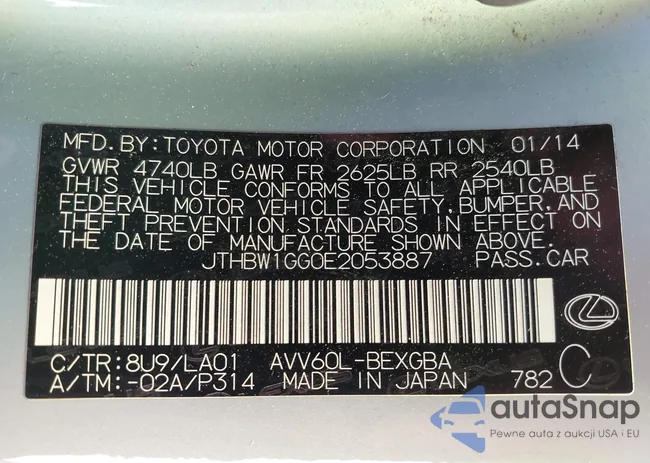 MFD. BY: TOYOTA MOTOR CORPORATION 01/14
GVWR 4740LB GAWR FR 2625LB RR 2540LB
THIS VEHICLE CONFORMS TO ALL APPLICABLE
FEDERAL MOTOR VEHICLE SAFETY, BUMPER, AND
THEFT PREVENTION STANDARDS IN EFFECT ON
THE DATE OF MANUFACTURE SHOWN ABOVE.
JTHBW1GG0E2053887 PASS. CAR
C/TR: 8U9/LA01 AVV60L-BEXGBA
A/TM: -02A/P314 MADE IN JAPAN 782 C
autaSnap
Pewne auta z aukcji USA i EU